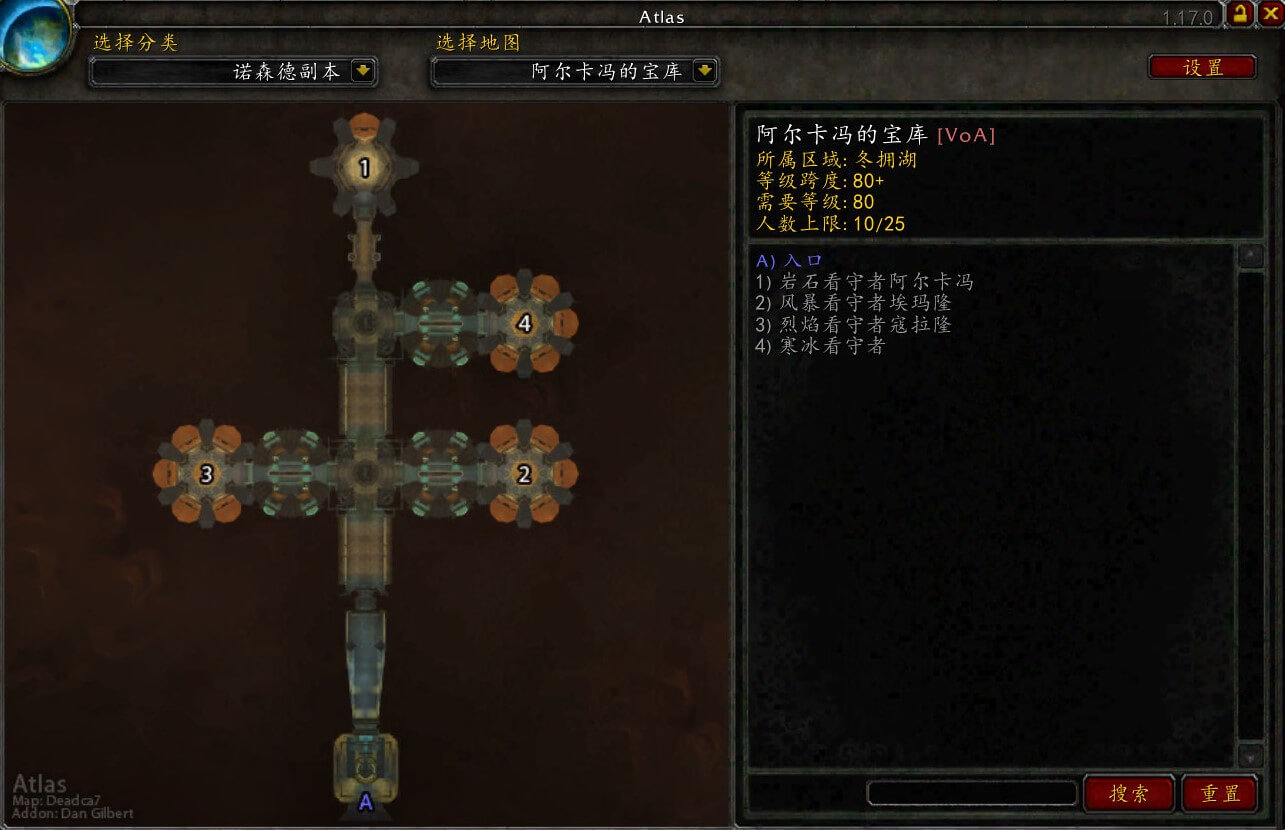 Atlas
1.17.0
选择分类
选择地图
诺森德副本
阿尔卡冯的宝库
设置
1
4
3
2
A
Atlas
Map: Deadca7
Addon: Dan Gilbert
阿尔卡冯的宝库 [VoA]
所属区域: 冬拥湖
等级跨度: 80+
需要等级: 80
人数上限: 10/25
A) 入口
1) 岩石看守者阿尔卡冯
2) 风暴看守者埃玛隆
3) 烈焰看守者寇拉隆
4) 寒冰看守者
搜索
重置